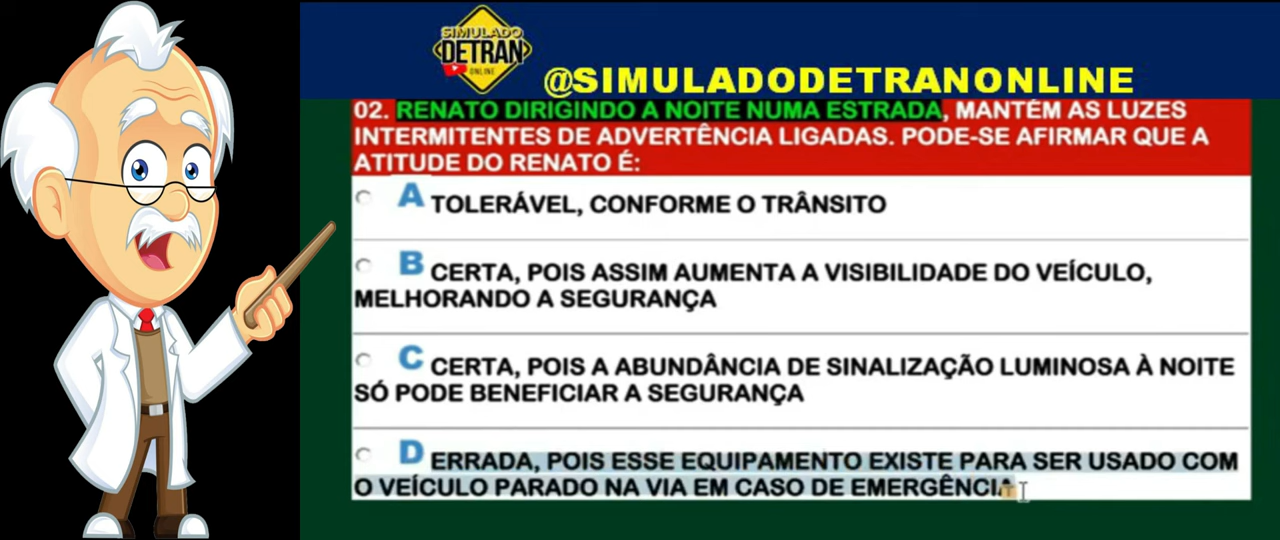 SIMULADO
DETRAN
ONLINE
@SIMULADODETRANONLINE
02. RENATO DIRIGINDO A NOITE NUMA ESTRADA, MANTÉM AS LUZES
INTERMITENTES DE ADVERTÊNCIA LIGADAS. PODE-SE AFIRMAR QUE A
ATITUDE DO RENATO É:
A TOLERÁVEL, CONFORME O TRÂNSITO
B CERTA, POIS ASSIM AUMENTA A VISIBILIDADE DO VEÍCULO,
MELHORANDO A SEGURANÇA
C CERTA, POIS A ABUNDÂNCIA DE SINALIZAÇÃO LUMINOSA À NOITE
SÓ PODE BENEFICIAR A SEGURANÇA
D ERRADA, POIS ESSE EQUIPAMENTO EXISTE PARA SER USADO COM
O VEÍCULO PARADO NA VIA EM CASO DE EMERGÊNCIA